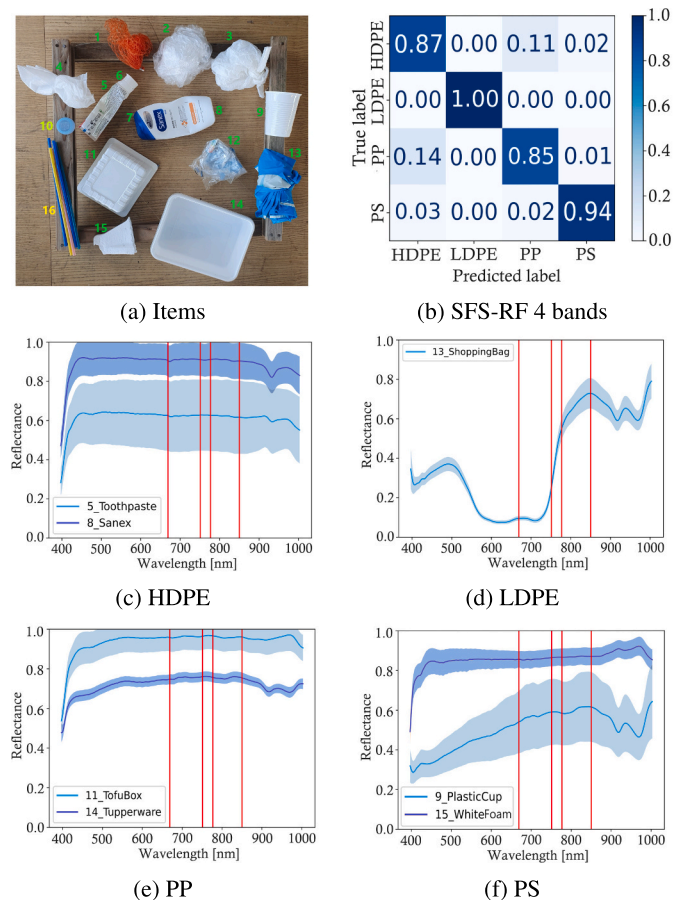 1
2
3
4
5
6
7
8
9
10
11
12
13
14
15
16
sanex
(a) Items
1.0
0.8
0.6
0.4
0.2
0.0
True label
HDPE
LDPE
PP
PS
0.87 0.00 0.11 0.02
0.00 1.00 0.00 0.00
0.14 0.00 0.85 0.01
0.03 0.00 0.02 0.94
HDPE LDPE PP PS
Predicted label
(b) SFS-RF 4 bands
1.0
0.8
0.6
0.4
0.2
0.0
Reflectance
5_Toothpaste
8_Sanex
400 500 600 700 800 900 1000
Wavelength [nm]
(c) HDPE
1.0
0.8
0.6
0.4
0.2
0.0
Reflectance
13_ShoppingBag
400 500 600 700 800 900 1000
Wavelength [nm]
(d) LDPE
1.0
0.8
0.6
0.4
0.2
0.0
Reflectance
11_TofuBox
14_Tupperware
400 500 600 700 800 900 1000
Wavelength [nm]
(e) PP
1.0
0.8
0.6
0.4
0.2
0.0
Reflectance
9_PlasticCup
15_WhiteFoam
400 500 600 700 800 900 1000
Wavelength [nm]
(f) PS